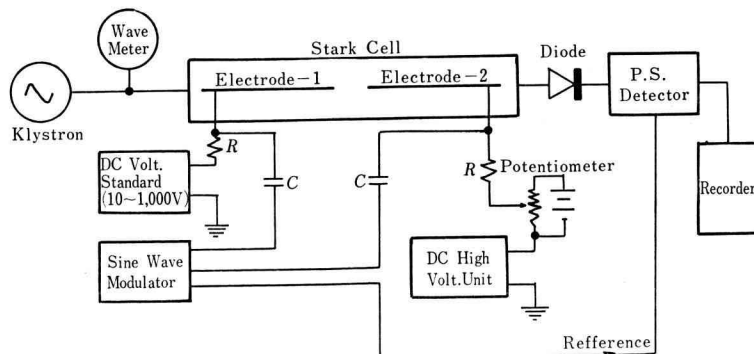 Wave
Meter
Klystron
Stark Cell
Electrode-1
Electrode-2
Diode
P.S.
Detector
Recorder
R
C
DC Volt.
Standard
(10~1,000V)
C
R
Potentiometer
Sine Wave
Modulator
DC High
Volt.Unit
Refference